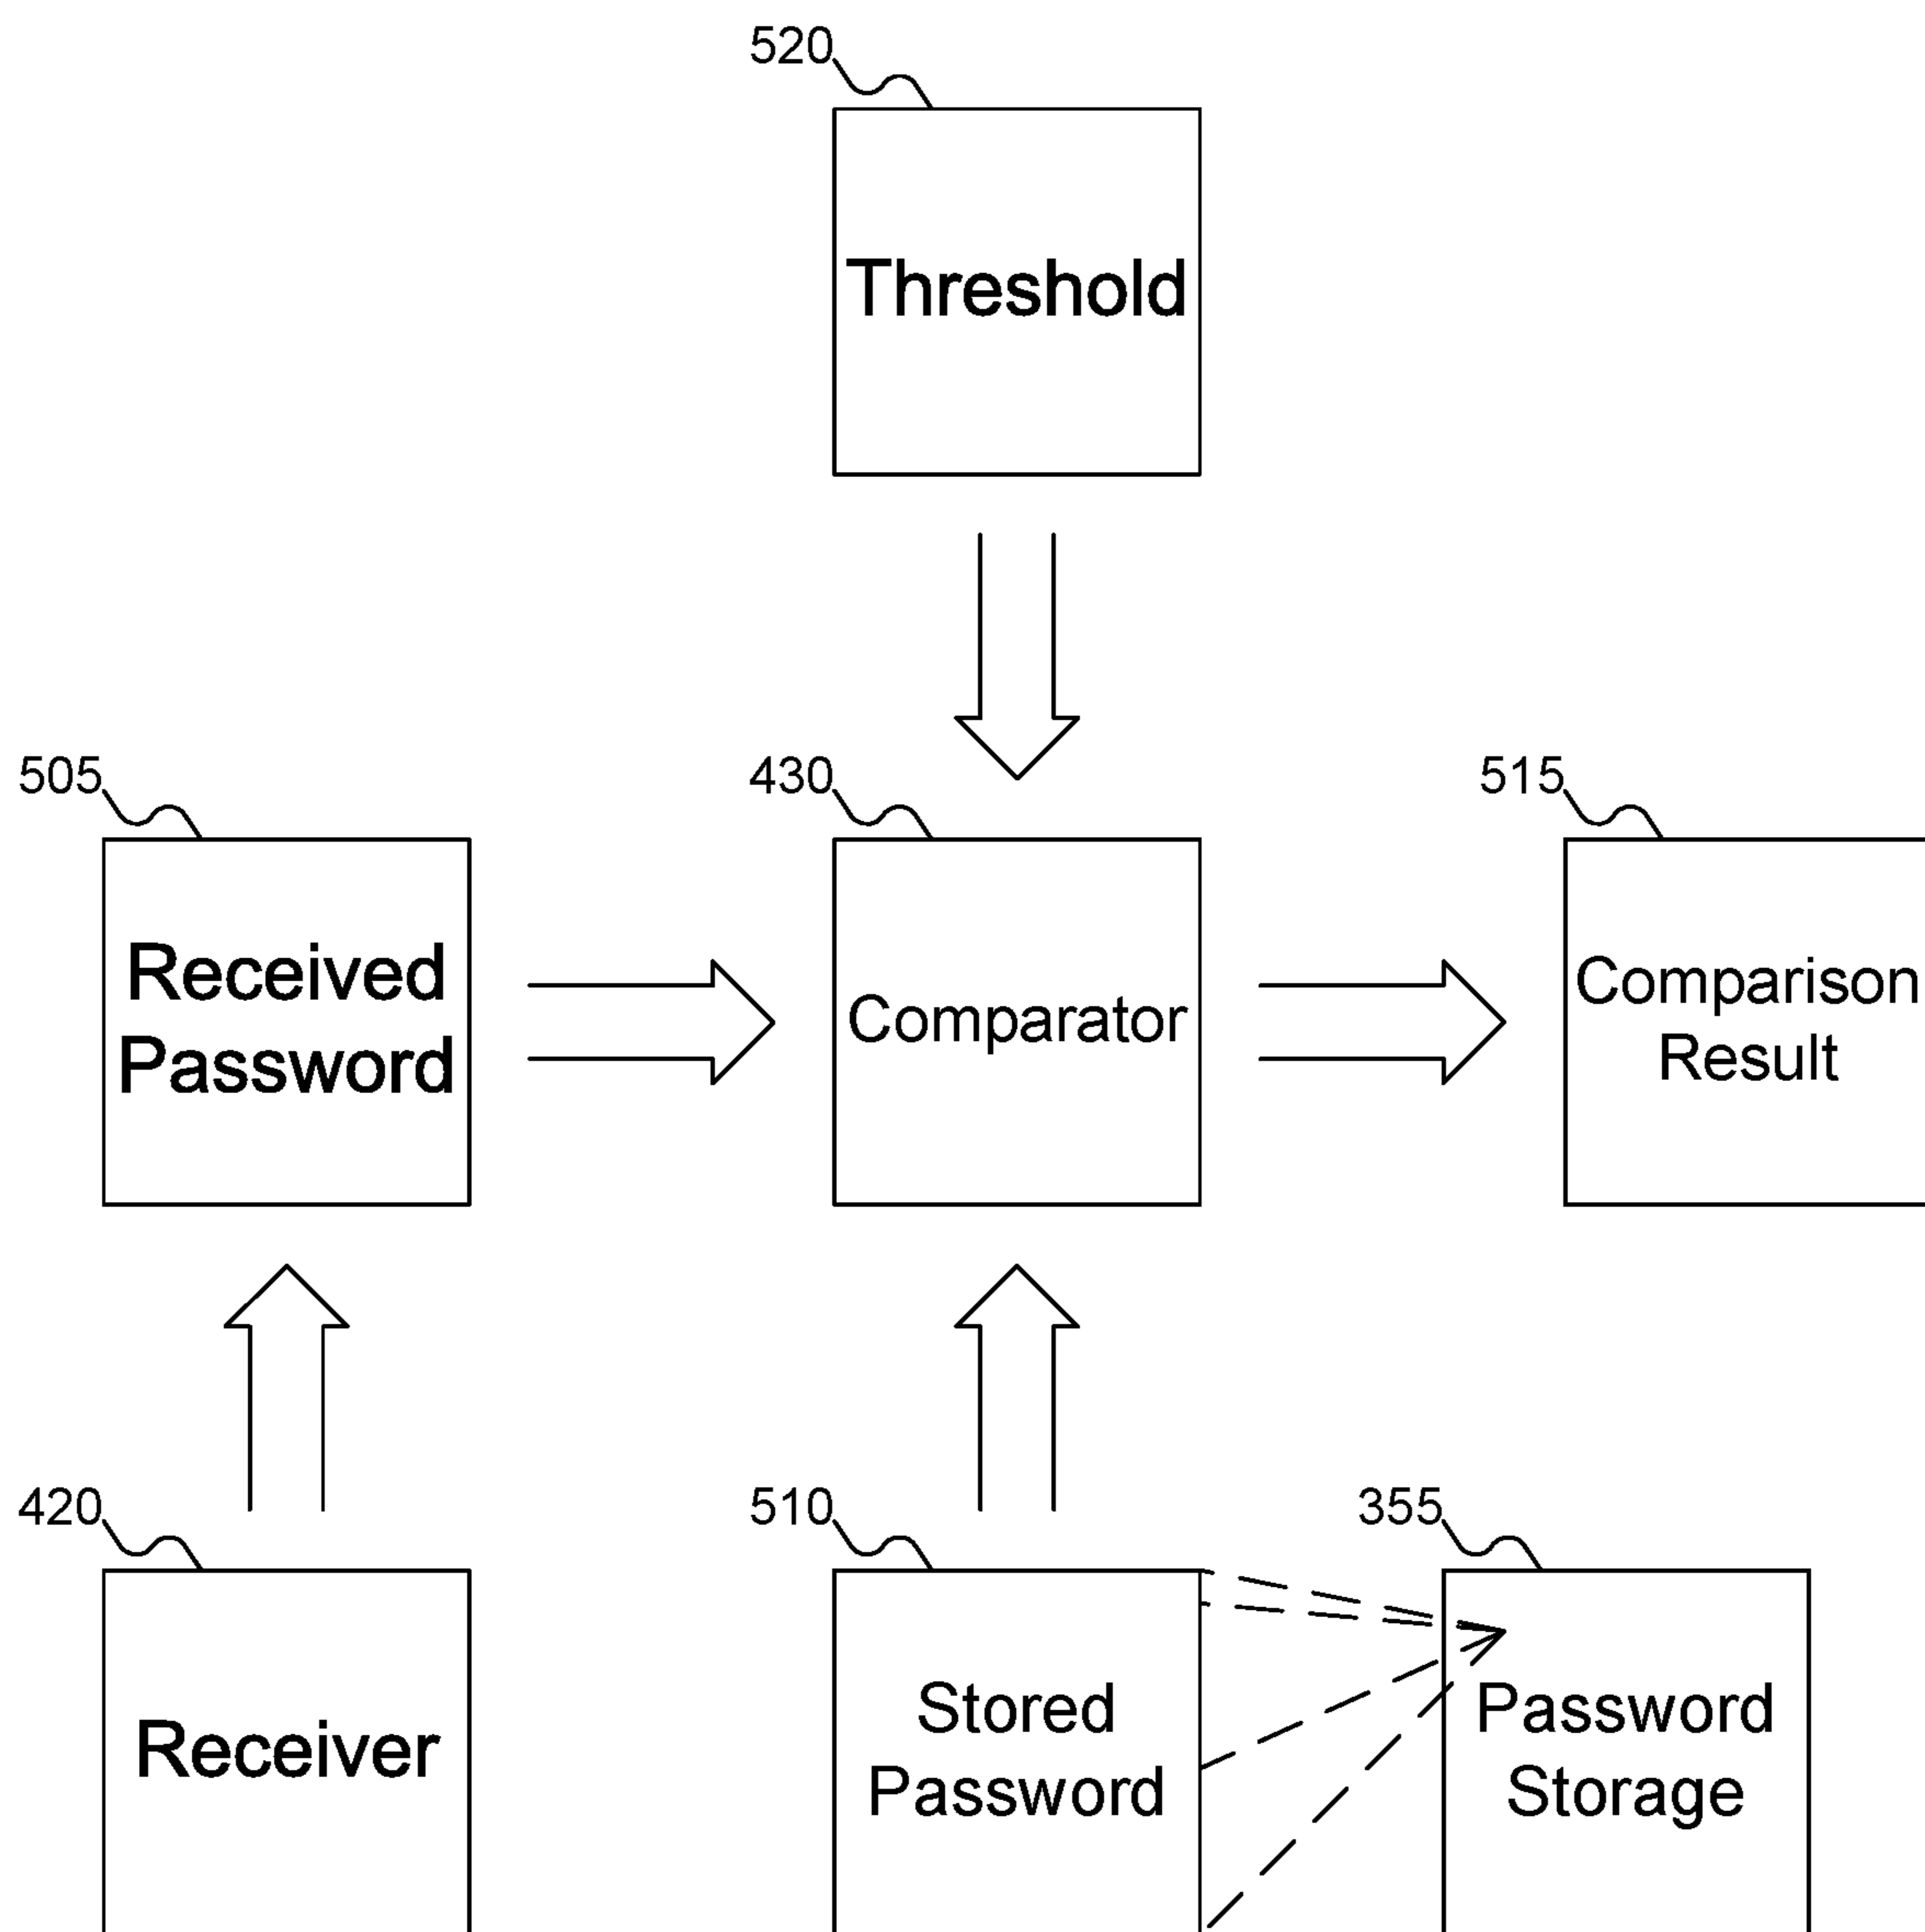 520
Threshold
505
430
515
Received
Password
Comparator
Comparison
Result
420
510
355
Receiver
Stored
Password
Password
Storage